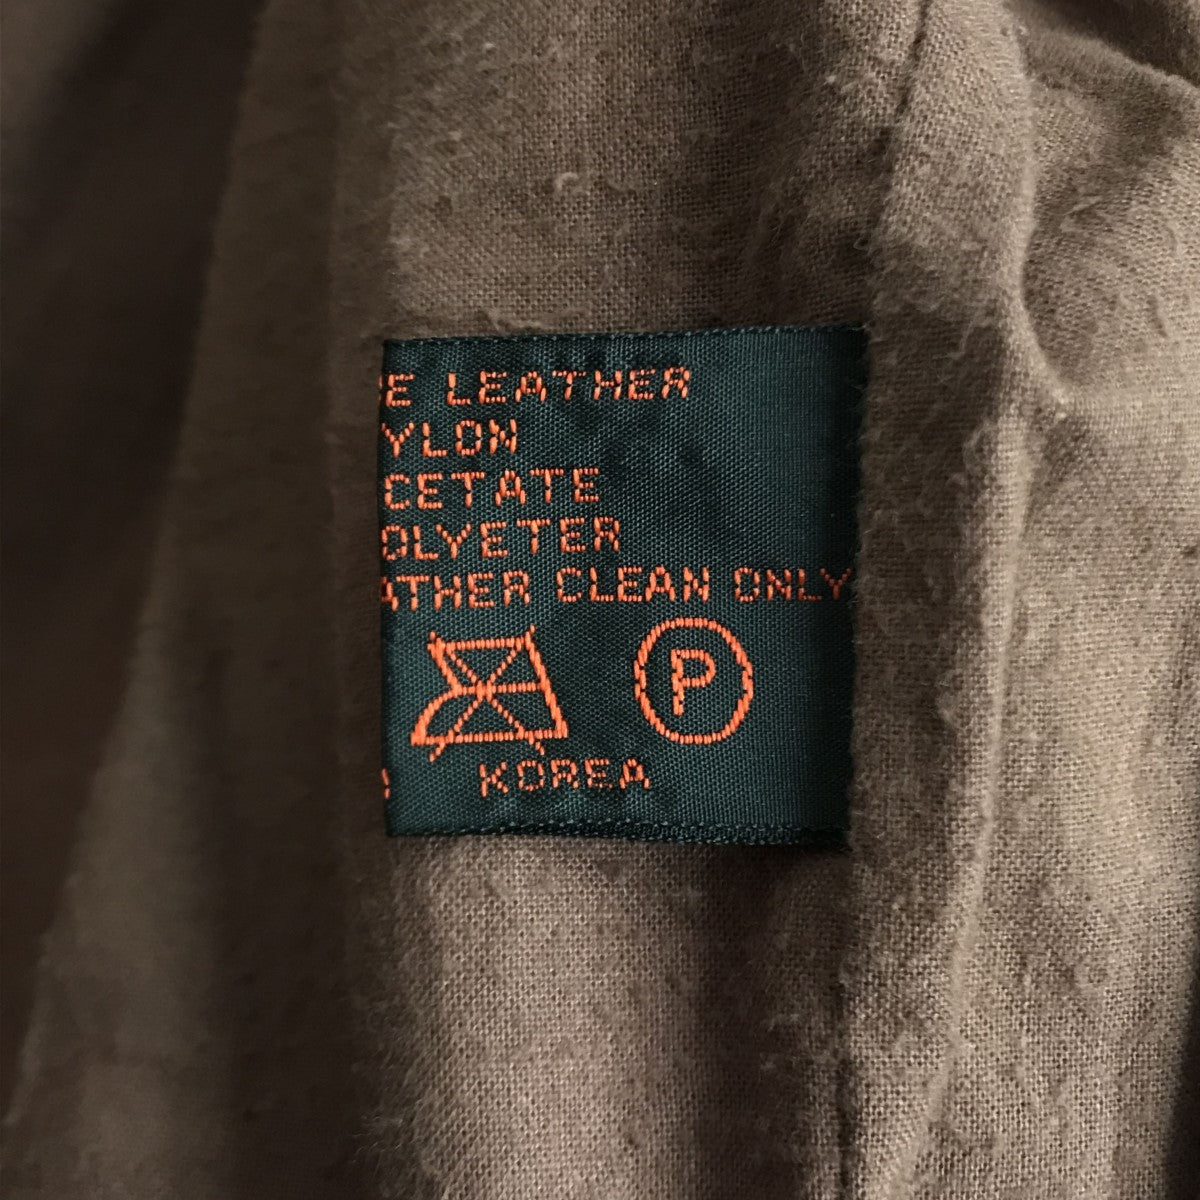 E LEATHER
YLON
CETATE
OLYETER
ATHER CLEAN ONLY
P
KOREA